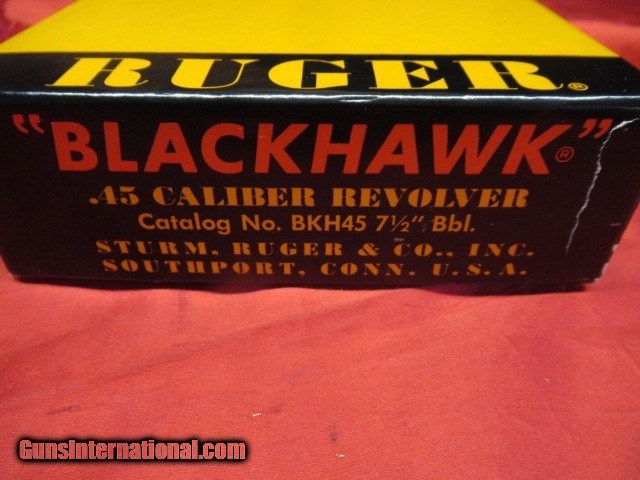 RUGER®
"BLACKHAWK®"
.45 CALIBER REVOLVER
Catalog No. BKH45 7½" Bbl.
STURM, RUGER & CO., INC.
SOUTHPORT, CONN. U.S.A.
GunsInternational.com